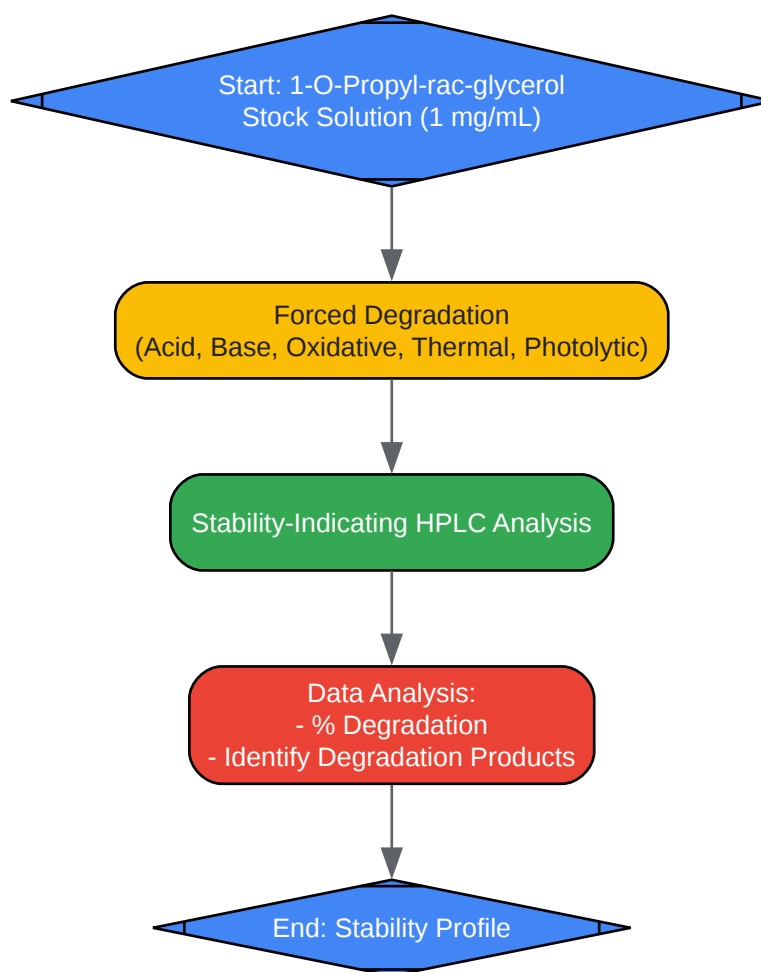 Start: 1-O-Propyl-rac-glycerol
Stock Solution (1 mg/mL)
Forced Degradation
(Acid, Base, Oxidative, Thermal, Photolytic)
Stability-Indicating HPLC Analysis
Data Analysis:
- % Degradation
- Identify Degradation Products
End: Stability Profile